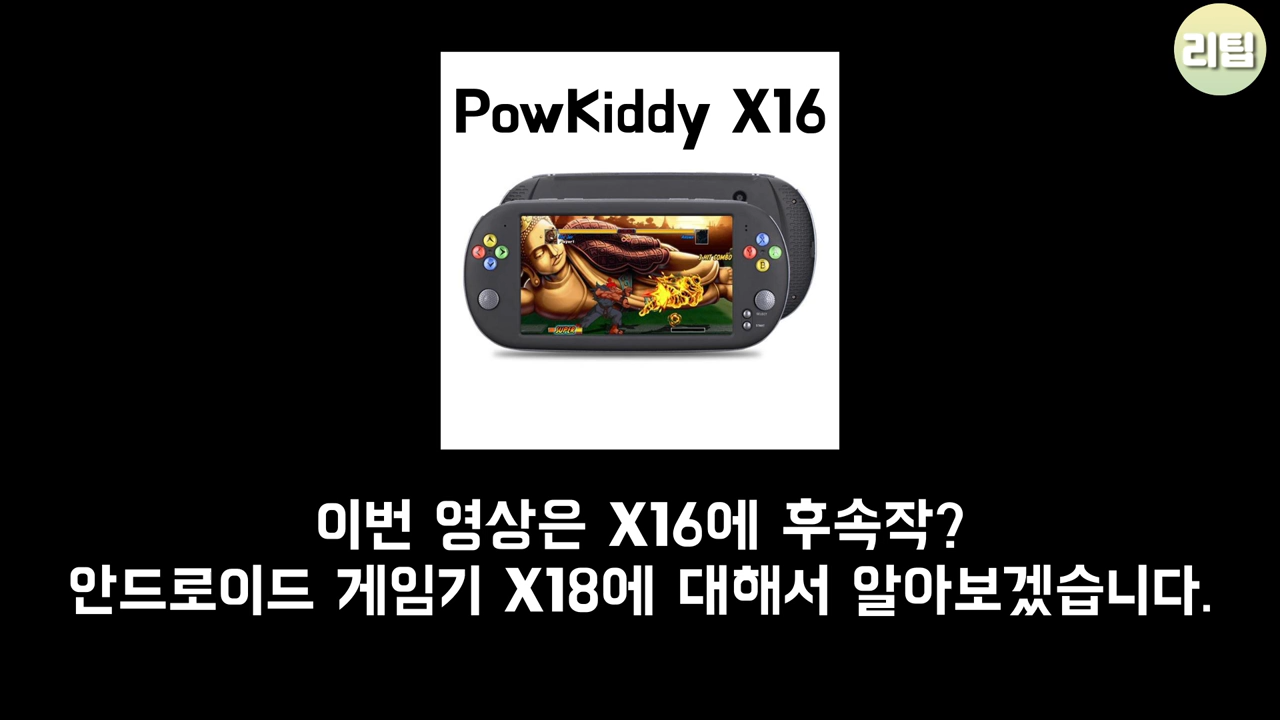 리팁
PowKiddy X16
이번 영상은 X16에 후속작?
안드로이드 게임기 X18에 대해서 알아보겠습니다.